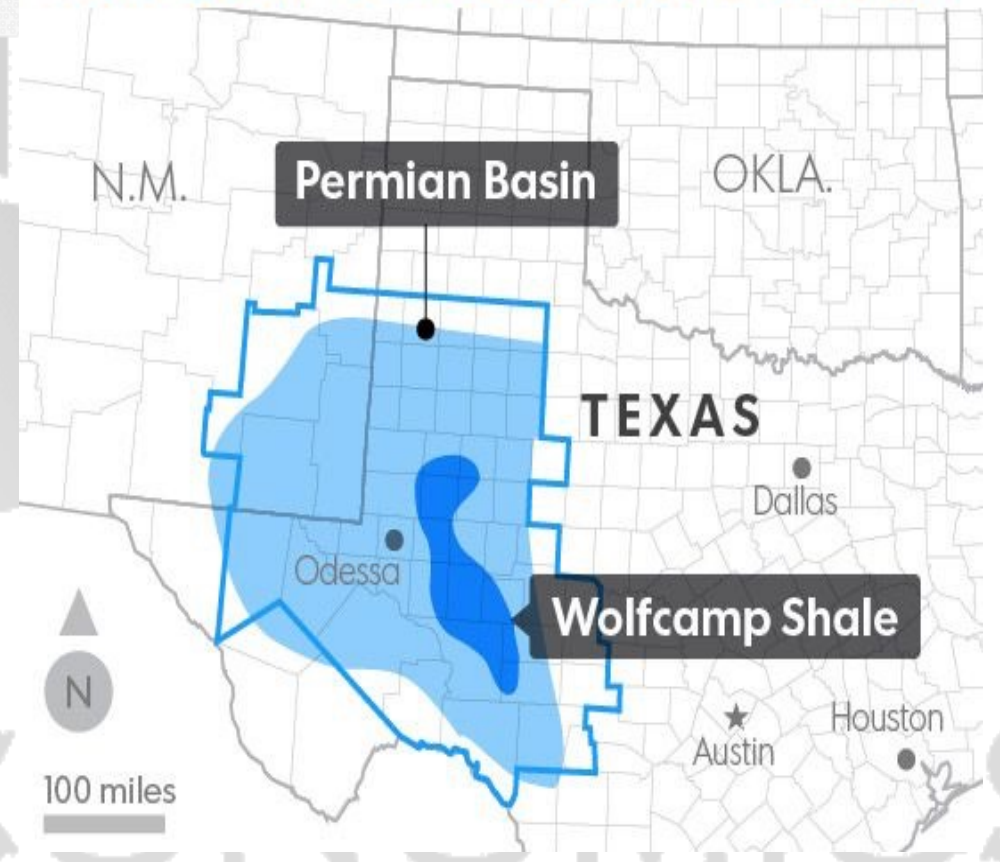 Permian Basin
N.M.
OKLA.
TEXAS
Dallas
Odessa
Wolfcamp Shale
N
Houston
Austin
100 miles